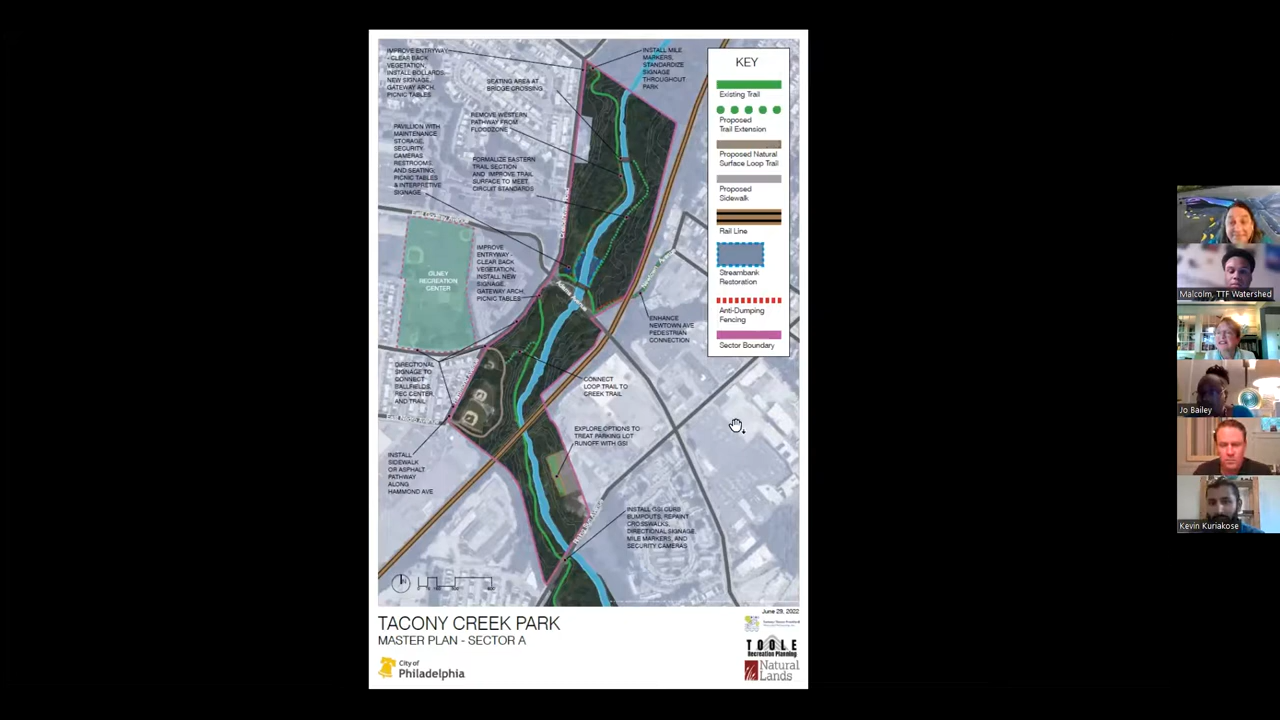 IMPROVE ENTRYWAY
- CLEAR BACK
VEGETATION,
INSTALL BOLLARDS,
NEW SIGNAGE,
GATEWAY ARCH,
PICNIC TABLES
SEATING AREA AT
BRIDGE CROSSING
INSTALL MILE
MARKERS,
STANDARDIZE
SIGNAGE
THROUGHOUT
PARK
REMOVE WESTERN
PATHWAY FROM
FLOODZONE
PAVILLION WITH
MAINTENANCE
STORAGE,
SECURITY
CAMERAS
RESTROOMS,
AND SEATING,
PICNIC TABLES
& INTERPRETIVE
SIGNAGE
FORMALIZE EASTERN
TRAIL SECTION
AND IMPROVE TRAIL
SURFACE TO MEET
CIRCUIT STANDARDS
OLNEY
RECREATION
CENTER
IMPROVE
ENTRYWAY -
CLEAR BACK
VEGETATION,
INSTALL NEW
SIGNAGE,
GATEWAY ARCH,
PICNIC TABLES
ENHANCE
NEWTOWN AVE
PEDESTRIAN
CONNECTION
DIRECTIONAL
SIGNAGE TO
CONNECT
BALLFIELDS,
REC CENTER,
AND TRAIL
CONNECT
LOOP TRAIL TO
CREEK TRAIL
EXPLORE OPTIONS TO
TREAT PARKING LOT
RUNOFF WITH GSI
INSTALL
SIDEWALK
OR ASPHALT
PATHWAY
ALONG
HAMMOND AVE
INSTALL GSI CURB
BUMPOUTS, REPAINT
CROSSWALKS,
DIRECTIONAL SIGNAGE,
MILE MARKERS, AND
SECURITY CAMERAS
KEY
Existing Trail
Proposed
Trail Extension
Proposed Natural
Surface Loop Trail
Proposed
Sidewalk
Rail Line
Streambank
Restoration
Anti-Dumping
Fencing
Sector Boundary
June 29, 2022
TACONY CREEK PARK
MASTER PLAN - SECTOR A
City of
Philadelphia
TOOLE
Recreation Planning
Natural
Lands
Malcolm, TTF Watershed
Jo Bailey
Kevin Kuriakose